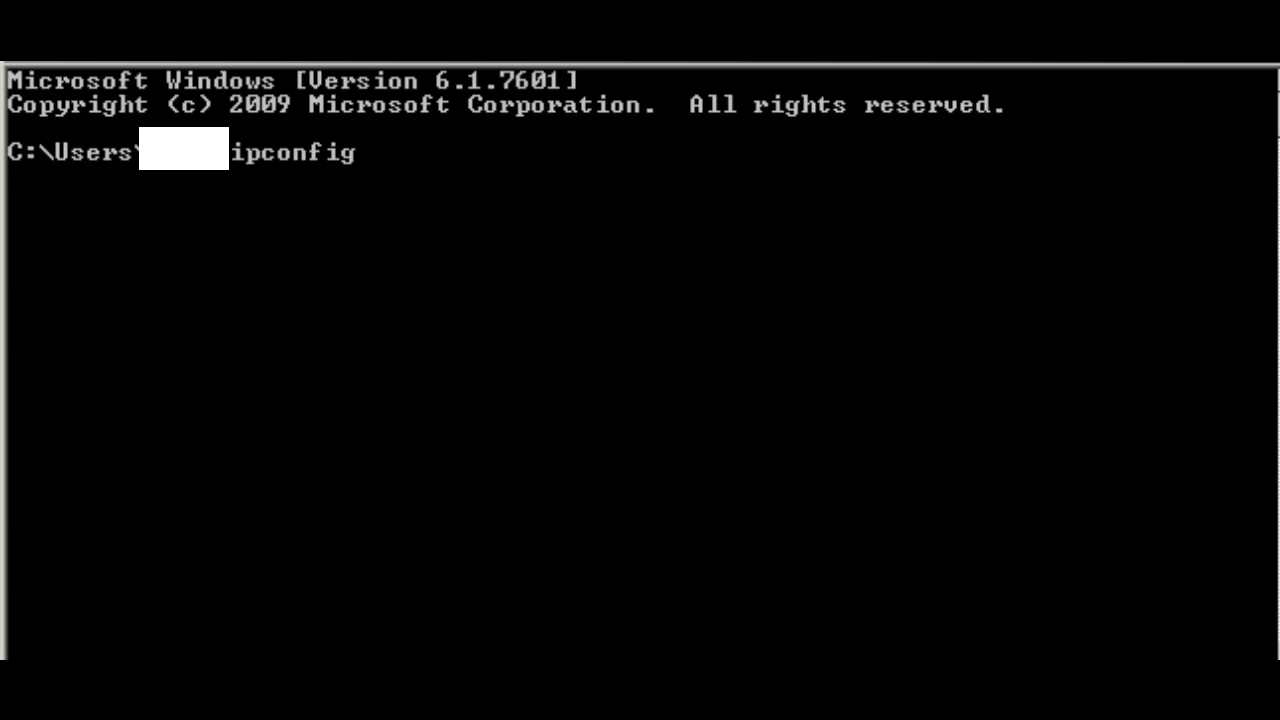 Microsoft Windows [Version 6.1.7601]
Copyright (c) 2009 Microsoft Corporation.  All rights reserved.
C:\Users\ipconfig